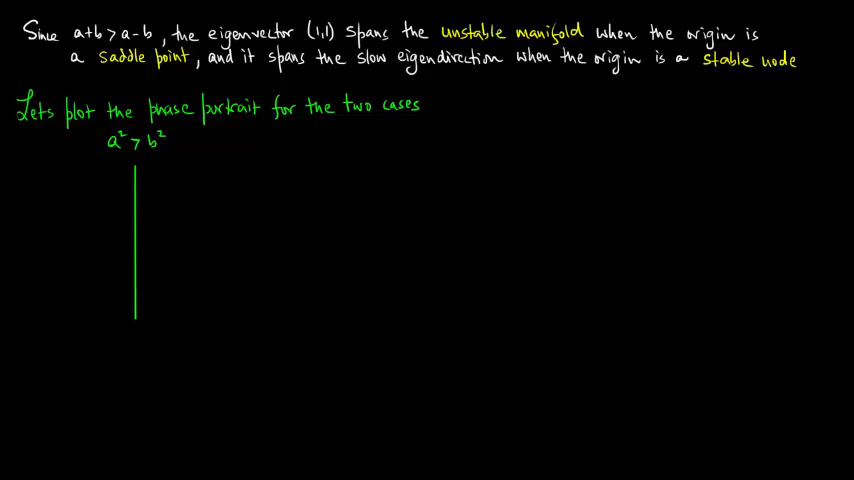 Since a+b > a-b, the eigenvector (1,1) spans the unstable manifold when the origin is
a saddle point, and it spans the slow eigendirection when the origin is a stable node
Lets plot the phase portrait for the two cases
a² > b²